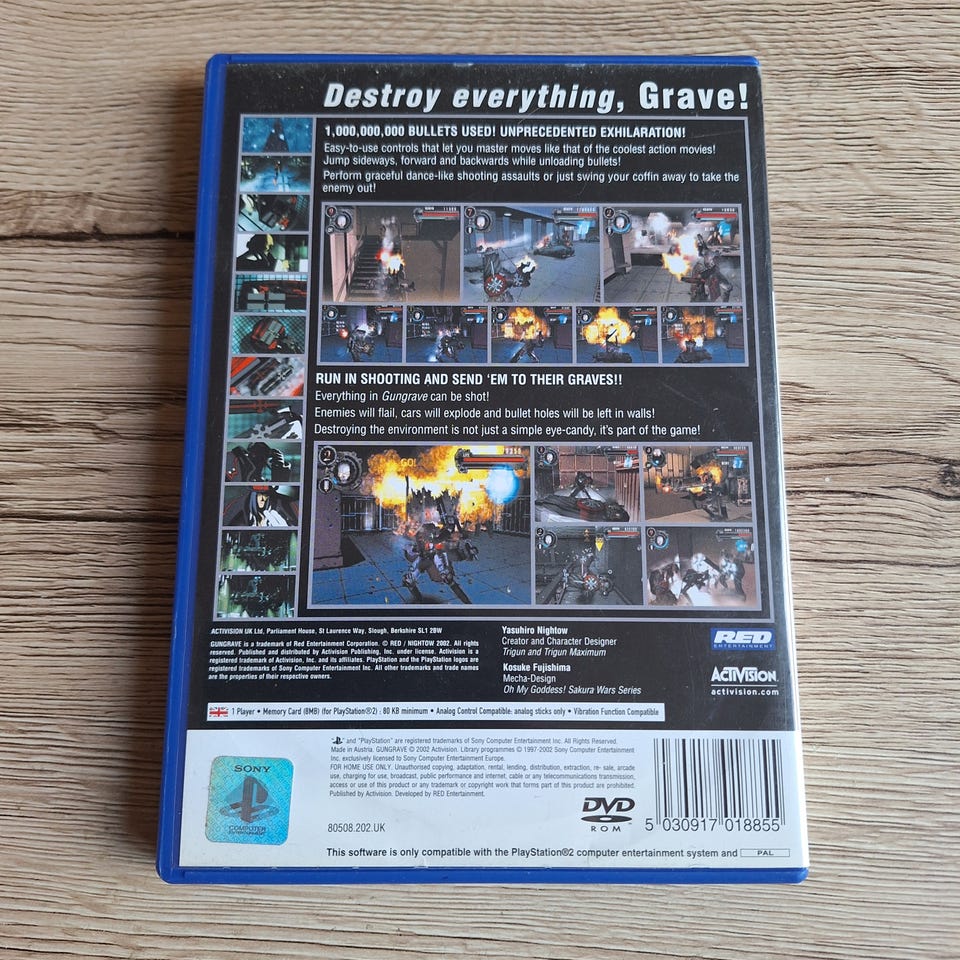 Destroy everything, Grave!
1,000,000,000 BULLETS USED! UNPRECEDENTED EXHILARATION!
Easy-to-use controls that let you master moves like that of the coolest action movies!
Jump sideways, forward and backwards while unloading bullets!
Perform graceful dance-like shooting assaults or just swing your coffin away to take the
enemy out!
RUN IN SHOOTING AND SEND 'EM TO THEIR GRAVES!!
Everything in Gungrave can be shot!
Enemies will flail, cars will explode and bullet holes will be left in walls!
Destroying the environment is not just a simple eye-candy, it's part of the game!
GO!
ACTIVISION UK Ltd, Parliament House, St Laurence Way, Slough, Berkshire SL1 2BW
GUNGRAVE is a trademark of Red Entertainment Corporation. © RED / NIGHTOW 2002. All rights
reserved. Published and distributed by Activision Publishing, Inc. under license. Activision is a
registered trademark of Activision, Inc. and its affiliates. PlayStation and the PlayStation logos are
registered trademarks of Sony Computer Entertainment Inc. All other trademarks and trade names
are the properties of their respective owners.
Yasuhiro Nightow
Creator and Character Designer
Trigun and Trigun Maximum
Kosuke Fujishima
Mecha-Design
Oh My Goddess! Sakura Wars Series
RED
ENTERTAINMENT
ACTIVISION.
activision.com
1 Player • Memory Card (8MB) (for PlayStation®2) : 80 KB minimum • Analog Control Compatible: analog sticks only • Vibration Function Compatible
and "PlayStation" are registered trademarks of Sony Computer Entertainment Inc. All Rights Reserved.
Made in Austria. GUNGRAVE © 2002 Activision. Library programmes © 1997-2002 Sony Computer Entertainment
Inc. exclusively licensed to Sony Computer Entertainment Europe.
FOR HOME USE ONLY. Unauthorised copying, adaptation, rental, lending, distribution, extraction, re- sale, arcade
use, charging for use, broadcast, public performance and internet, cable or any telecommunications transmission,
access or use of this product or any trademark or copyright work that forms part of this product are prohibited.
Published by Activision. Developed by RED Entertainment.
SONY
COMPUTER
ENTERTAINMENT
80508.202.UK
DVD
ROM
5 030917 018855
This software is only compatible with the PlayStation®2 computer entertainment system and PAL